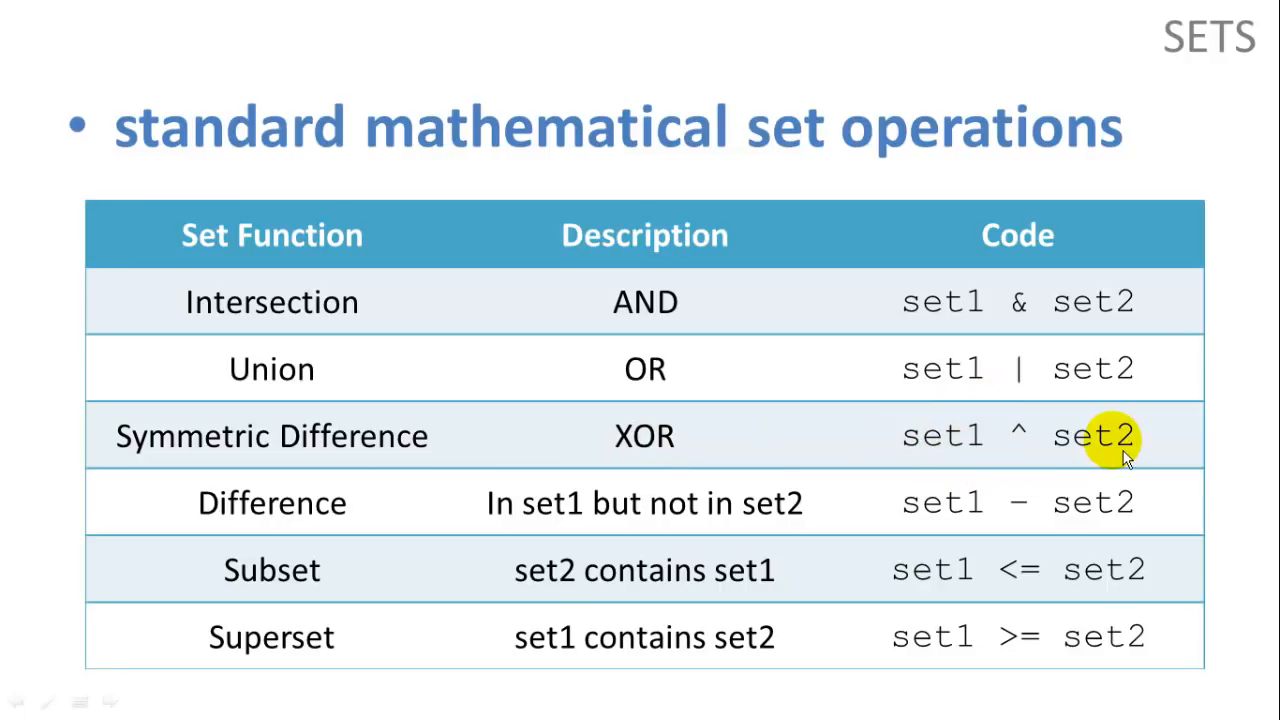 SETS
• standard mathematical set operations
Set Function Description Code
Intersection AND set1 & set2
Union OR set1 | set2
Symmetric Difference XOR set1 ^ set2
Difference In set1 but not in set2 set1 – set2
Subset set2 contains set1 set1 <= set2
Superset set1 contains set2 set1 >= set2